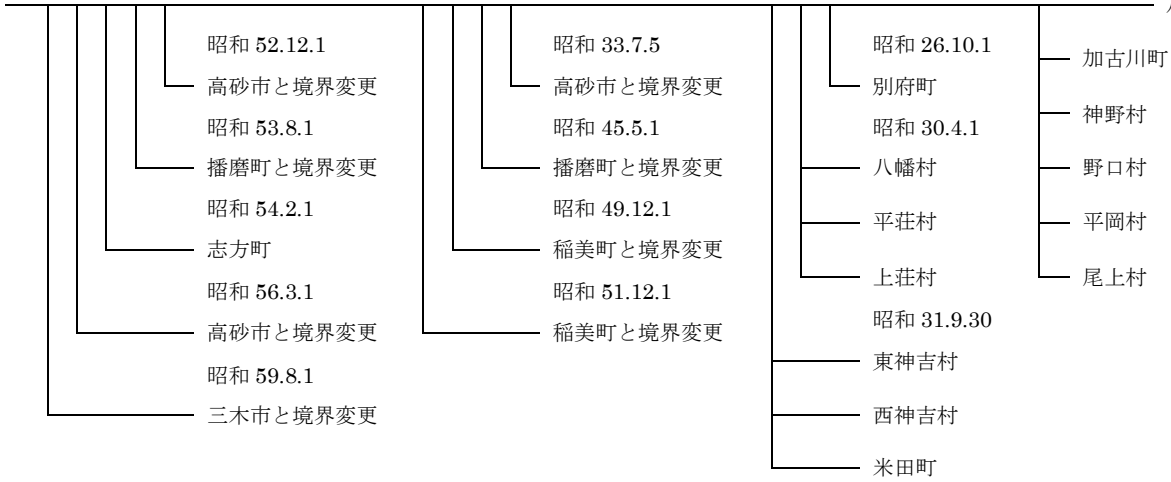 昭和 52.12.1
高砂市と境界変更
昭和 53.8.1
播磨町と境界変更
昭和 54.2.1
志方町
昭和 56.3.1
高砂市と境界変更
昭和 59.8.1
三木市と境界変更
昭和 33.7.5
高砂市と境界変更
昭和 45.5.1
播磨町と境界変更
昭和 49.12.1
稲美町と境界変更
昭和 51.12.1
稲美町と境界変更
昭和 26.10.1
別府町
昭和 30.4.1
八幡村
平荘村
上荘村
昭和 31.9.30
東神吉村
西神吉村
米田町
加古川町
神野村
野口村
平岡村
尾上村